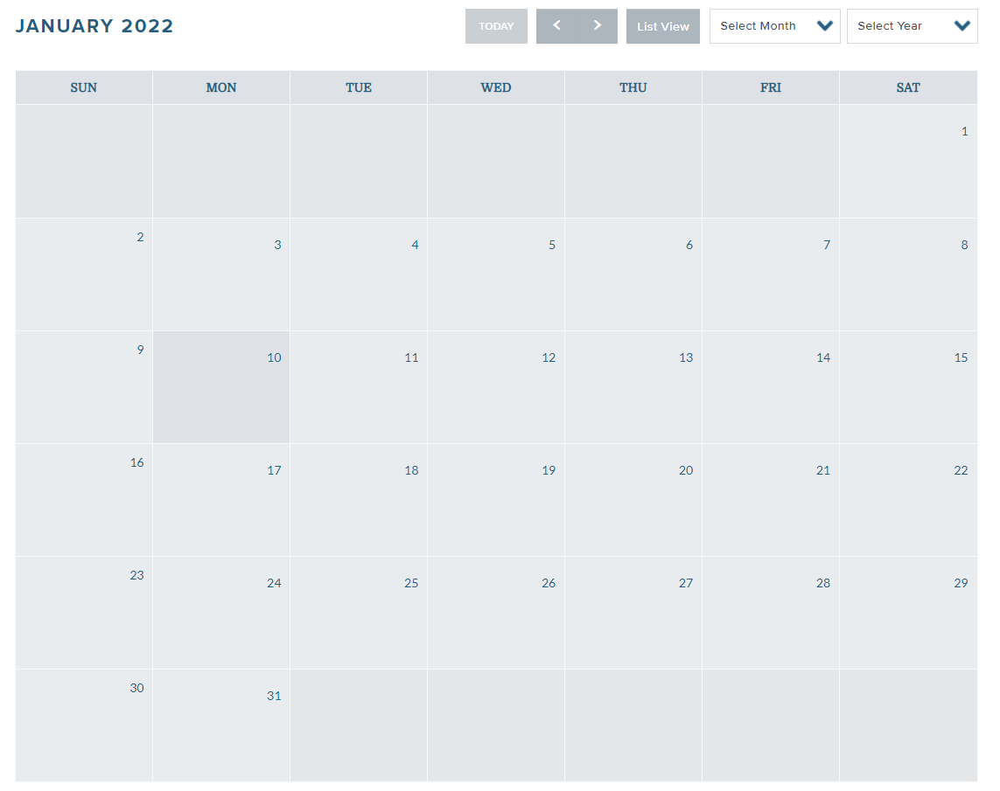 JANUARY 2022
TODAY
List View
Select Month
Select Year
SUN MON TUE WED THU FRI SAT
1
2 3 4 5 6 7 8
9 10 11 12 13 14 15
16 17 18 19 20 21 22
23 24 25 26 27 28 29
30 31